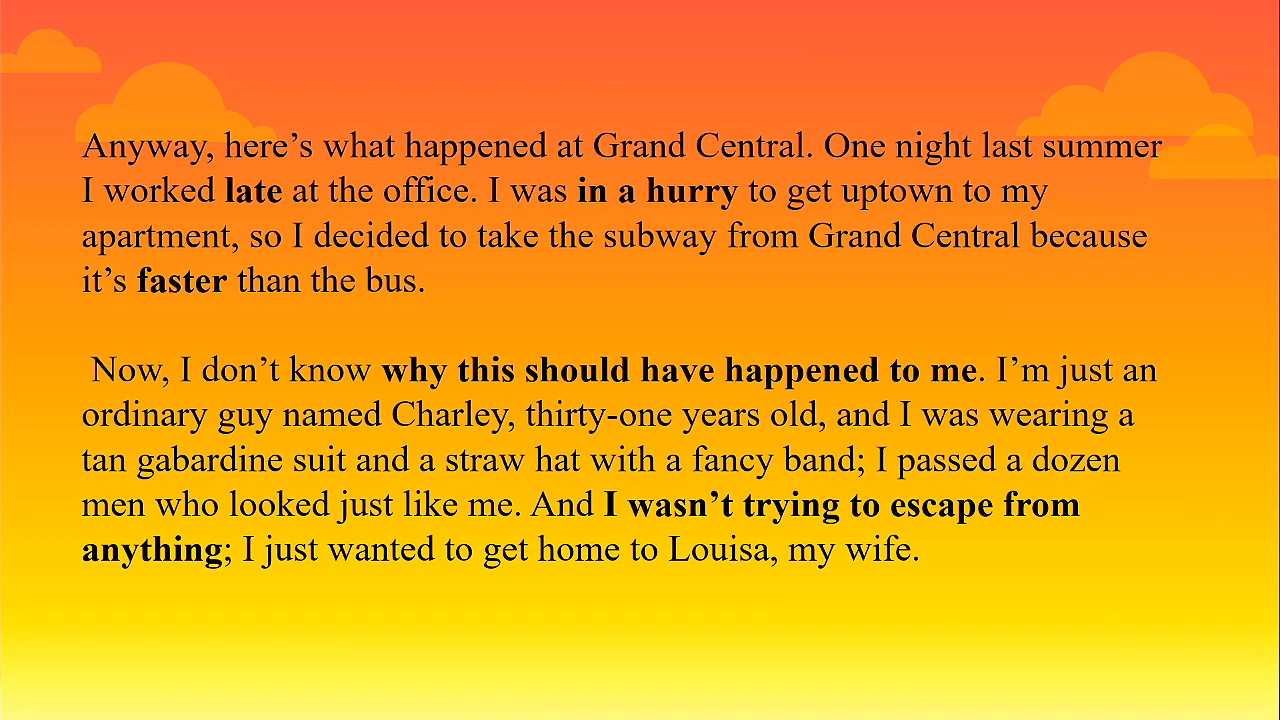 Anyway, here’s what happened at Grand Central. One night last summer
I worked late at the office. I was in a hurry to get uptown to my
apartment, so I decided to take the subway from Grand Central because
it’s faster than the bus.
Now, I don’t know why this should have happened to me. I’m just an
ordinary guy named Charley, thirty-one years old, and I was wearing a
tan gabardine suit and a straw hat with a fancy band; I passed a dozen
men who looked just like me. And I wasn’t trying to escape from
anything; I just wanted to get home to Louisa, my wife.